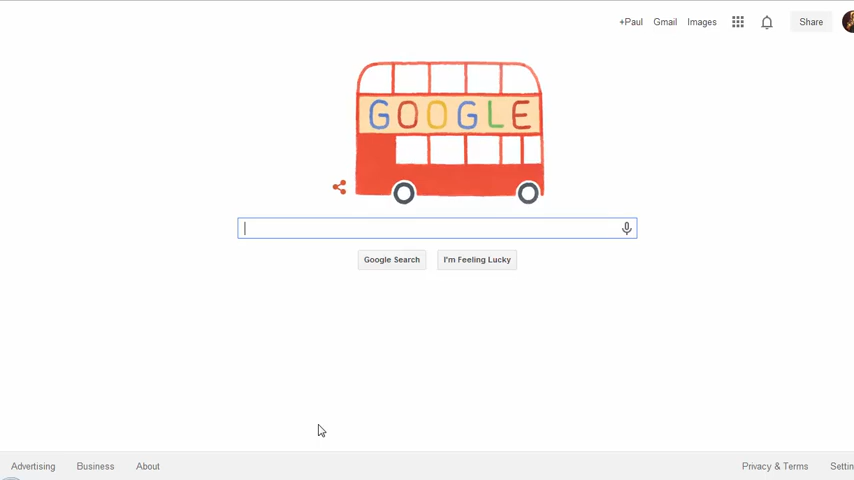 +Paul Gmail Images Share
GOOGLE
Google Search I'm Feeling Lucky
Advertising Business About Privacy & Terms